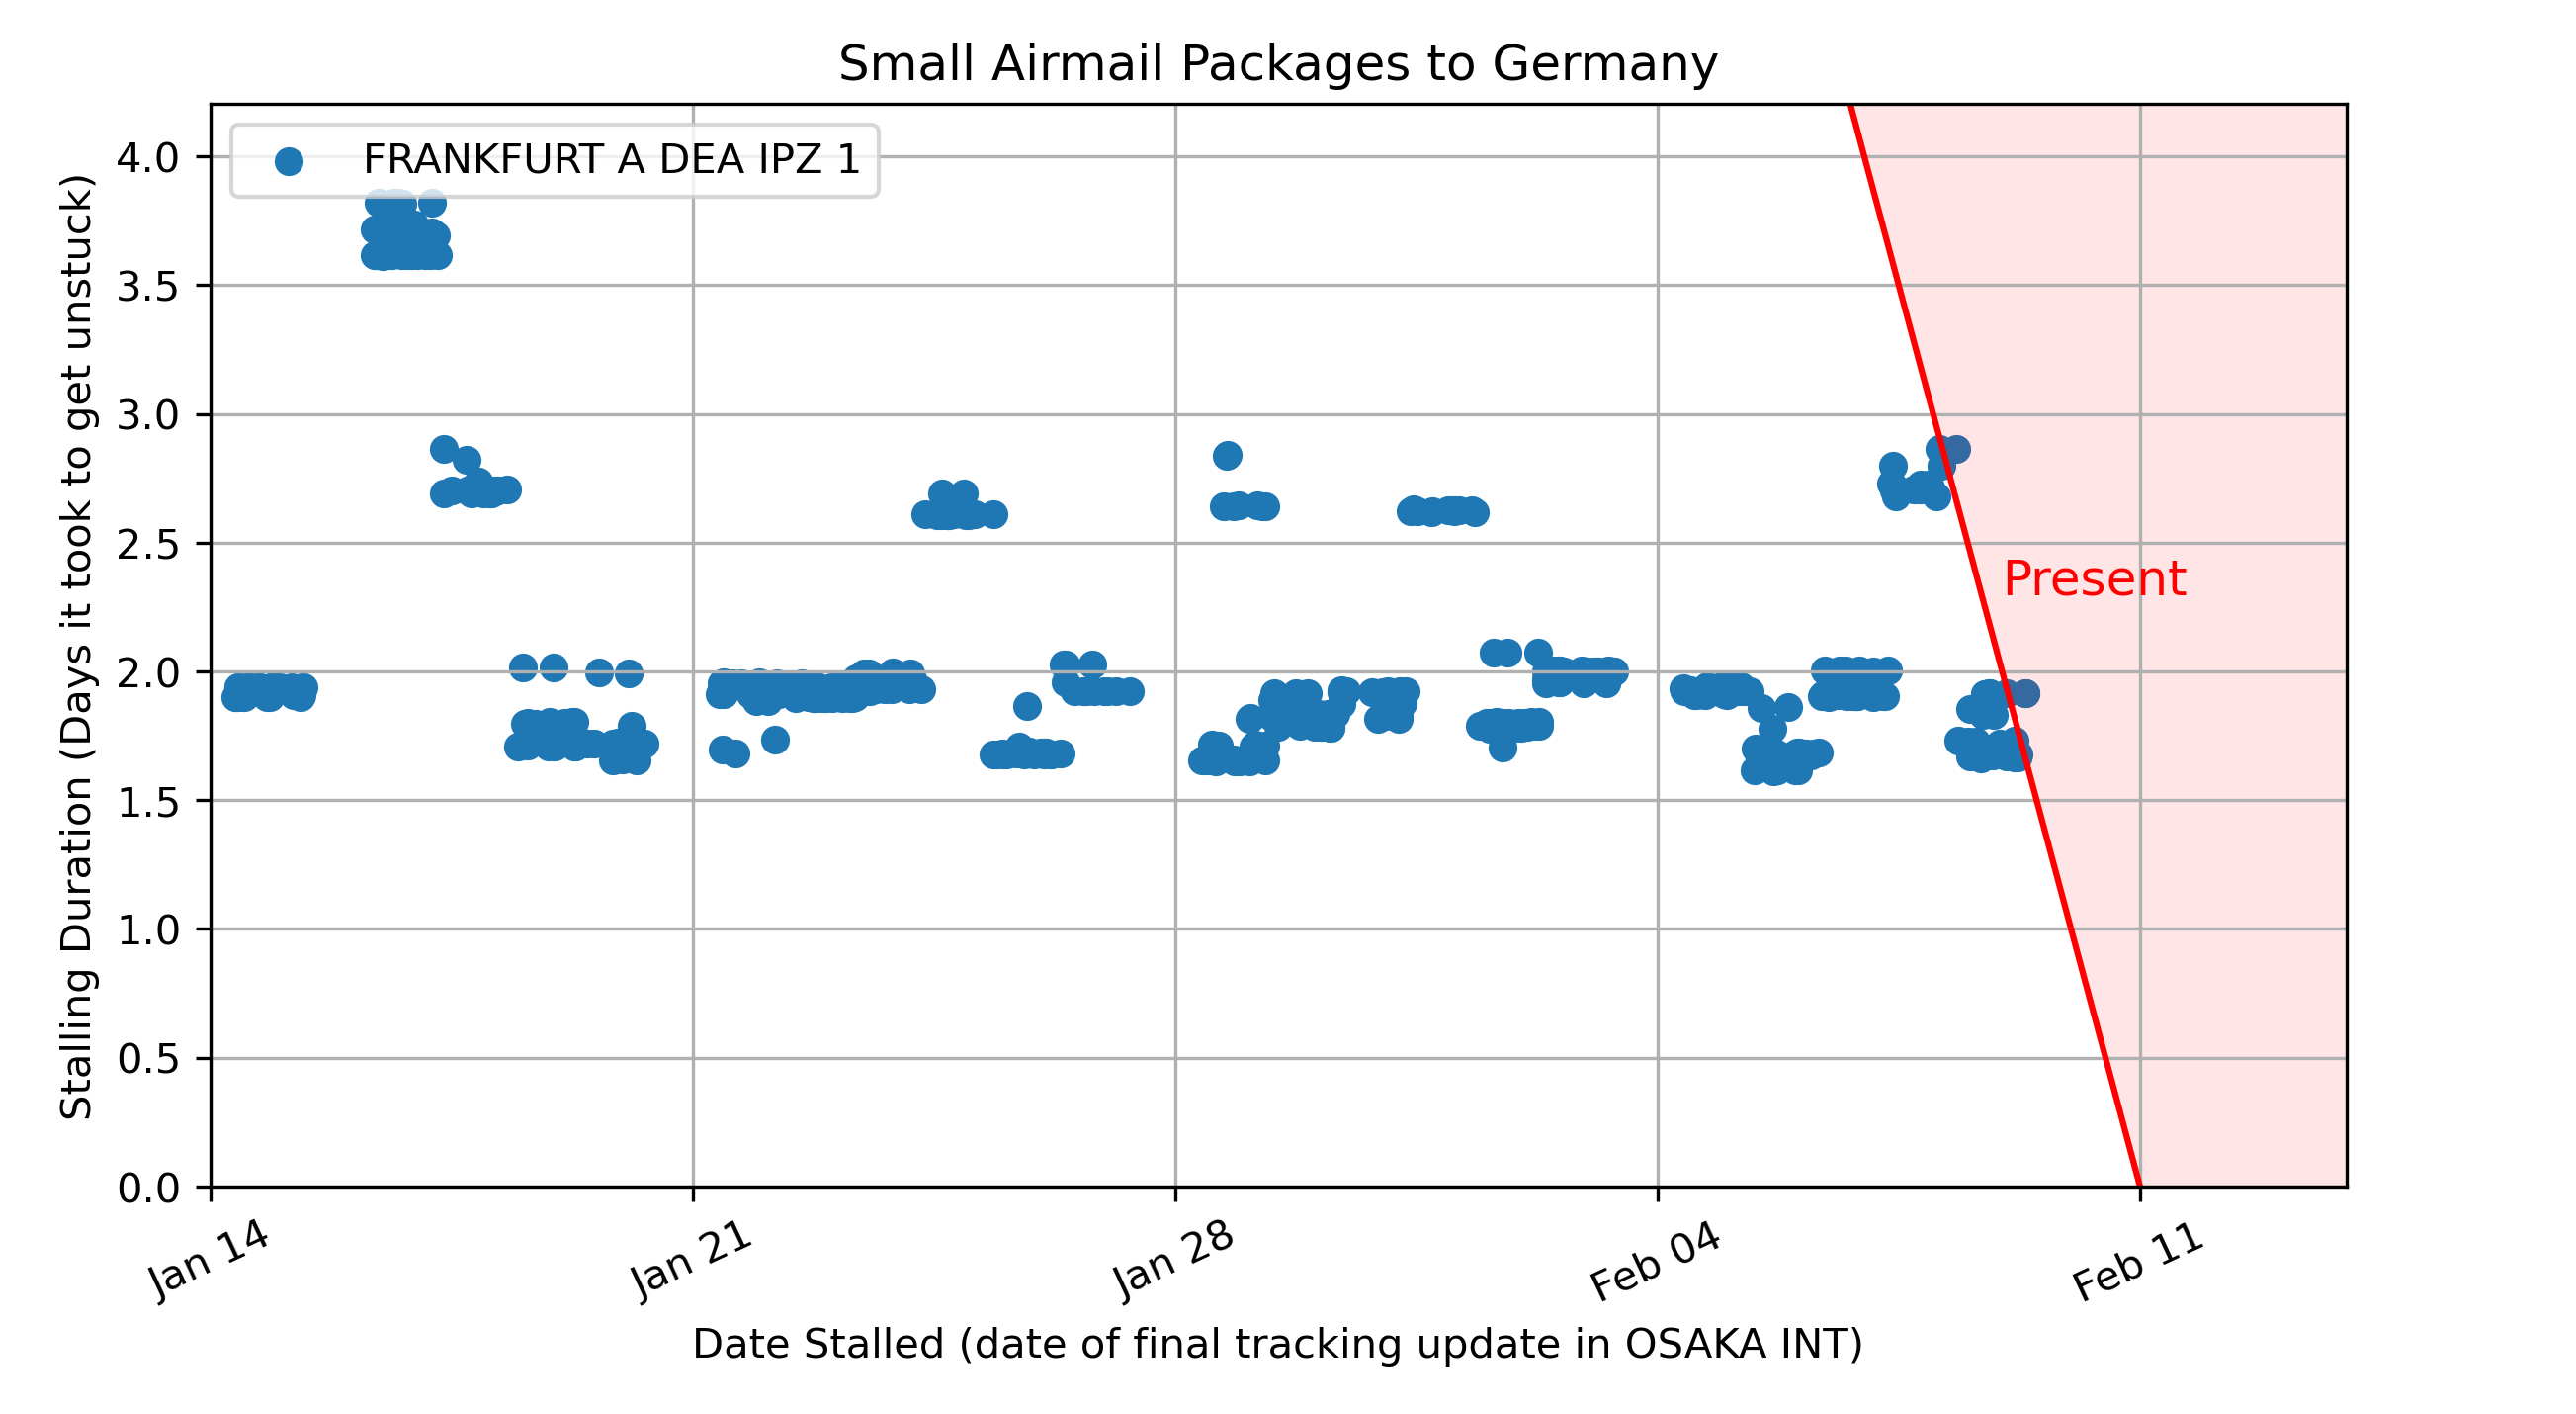 Small Airmail Packages to Germany
FRANKFURT A DEA IPZ 1
Stalling Duration (Days it took to get unstuck)
4.0
3.5
3.0
2.5
2.0
1.5
1.0
0.5
0.0
Present
Jan 14
Jan 21
Jan 28
Feb 04
Feb 11
Date Stalled (date of final tracking update in OSAKA INT)